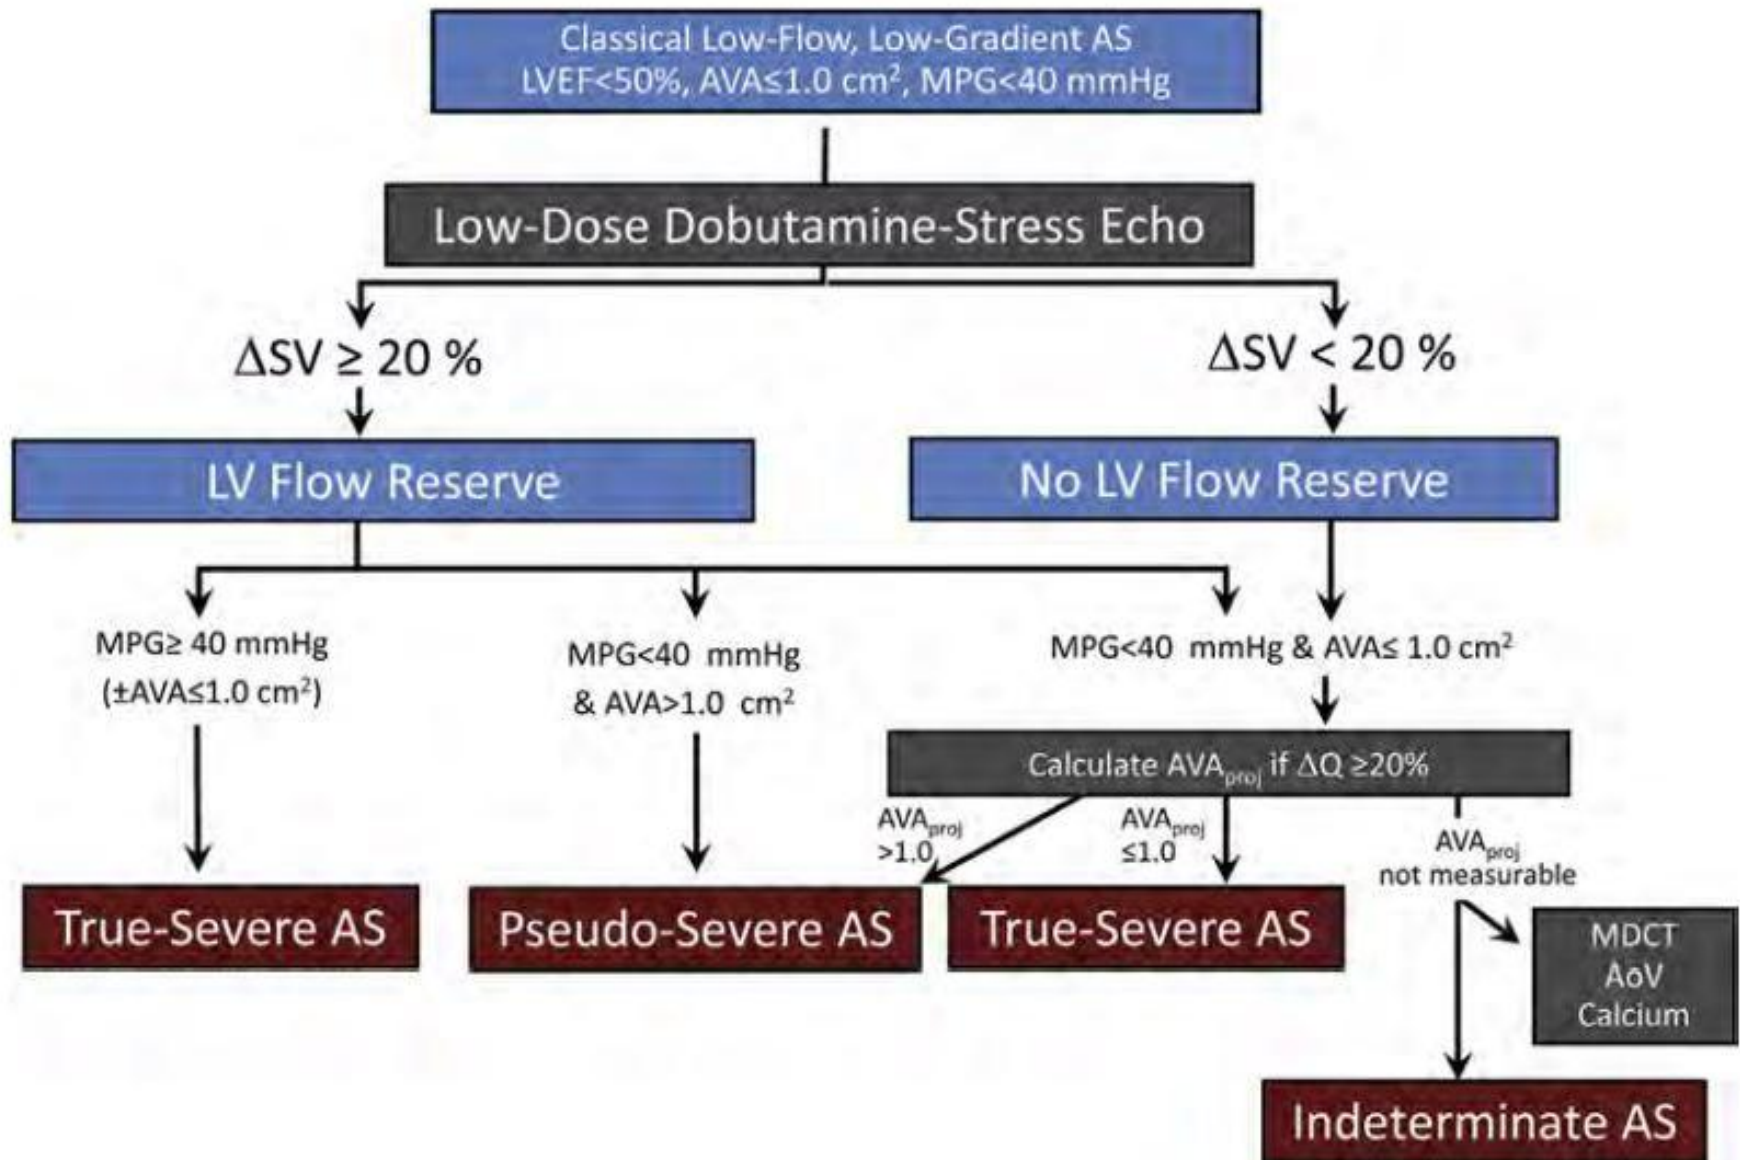 Classical Low-Flow, Low-Gradient AS
LVEF<50%, AVA≤1.0 cm², MPG<40 mmHg
Low-Dose Dobutamine-Stress Echo
ΔSV ≥ 20 %
ΔSV < 20 %
LV Flow Reserve
No LV Flow Reserve
MPG≥ 40 mmHg
(±AVA≤1.0 cm²)
MPG<40 mmHg
& AVA>1.0 cm²
MPG<40 mmHg & AVA≤ 1.0 cm²
Calculate AVAproj if ΔQ ≥20%
AVAproj
>1.0
AVAproj
≤1.0
AVAproj
not measurable
True-Severe AS
Pseudo-Severe AS
True-Severe AS
MDCT
AoV
Calcium
Indeterminate AS